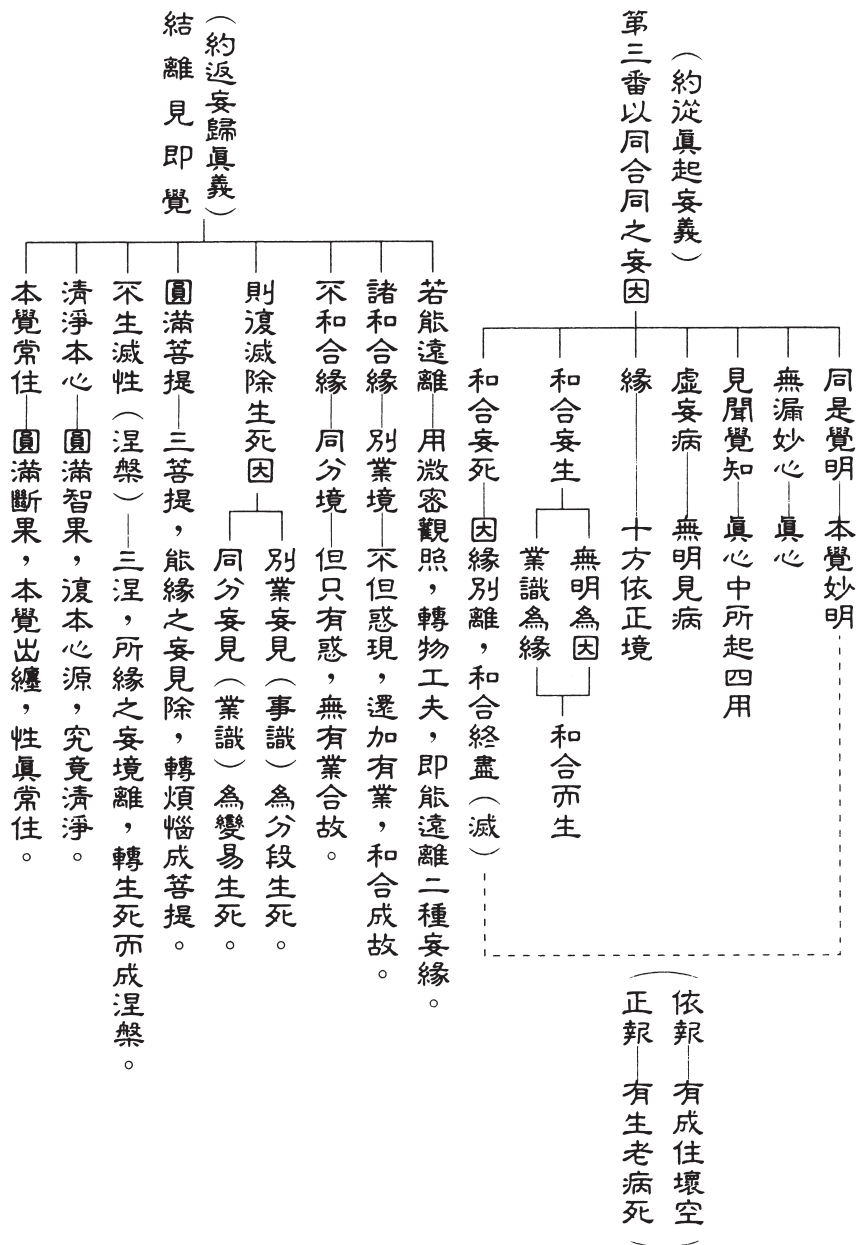 （約從眞起妄義）
第三番以同合同之妄因
同是覺明—本覺妙明
無漏妙心—眞心
見聞覺知—眞心中所起四用
虛妄病—無明見病
緣—十方依正境
和合妄生
無明為因
業識為緣
和合而生
和合妄死—因緣別離，和合終盡（滅）
（依報—有成住壞空）
（正報—有生老病死）
（約返妄歸眞義）
結離見即覺
若能遠離—用微密觀照，轉物工夫，即能遠離二種妄緣。
諸和合緣—別業境—不但惑現，還加有業，和合成故。
不和合緣—同分境—但只有惑，無有業合故。
則復滅除生死因
別業妄見（事識）為分段生死。
同分妄見（業識）為變易生死。
圓滿菩提—三菩提，能緣之妄見除，轉煩惱成菩提。
不生滅性（涅槃）—三涅，所緣之妄境離，轉生死而成涅槃。
清淨本心—圓滿智果，復本心源，究竟清淨。
本覺常住—圓滿斷果，本覺出纏，性眞常住。